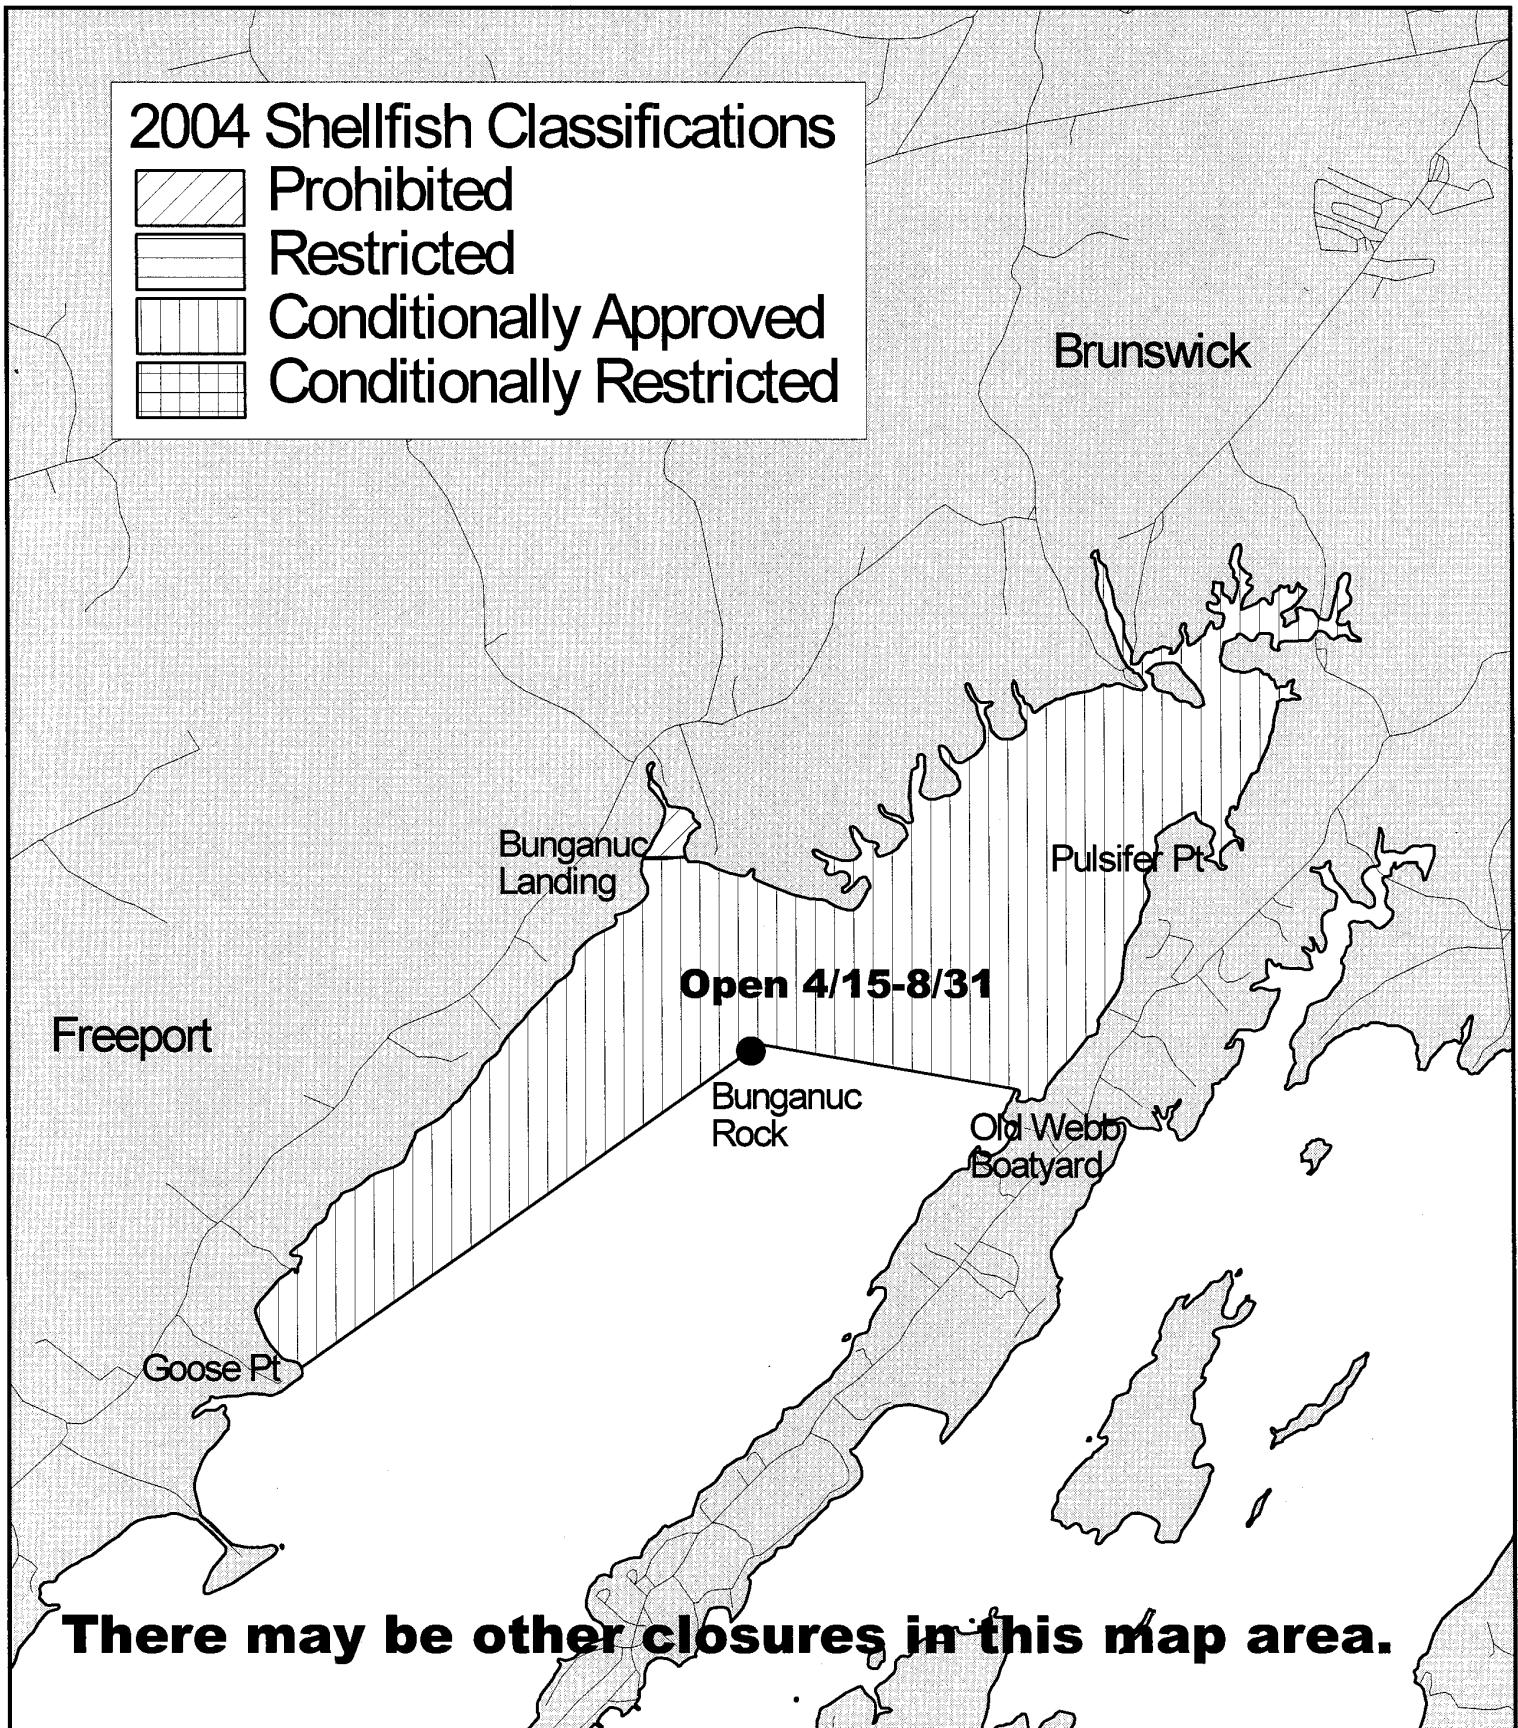 2004 Shellfish Classifications
Prohibited
Restricted
Conditionally Approved
Conditionally Restricted
Brunswick
Bunganuc
Landing
Pulsifer Pt
Open 4/15-8/31
Freeport
Bunganuc
Rock
Old Webb
Boatyard
Goose Pt
There may be other closures in this map area.